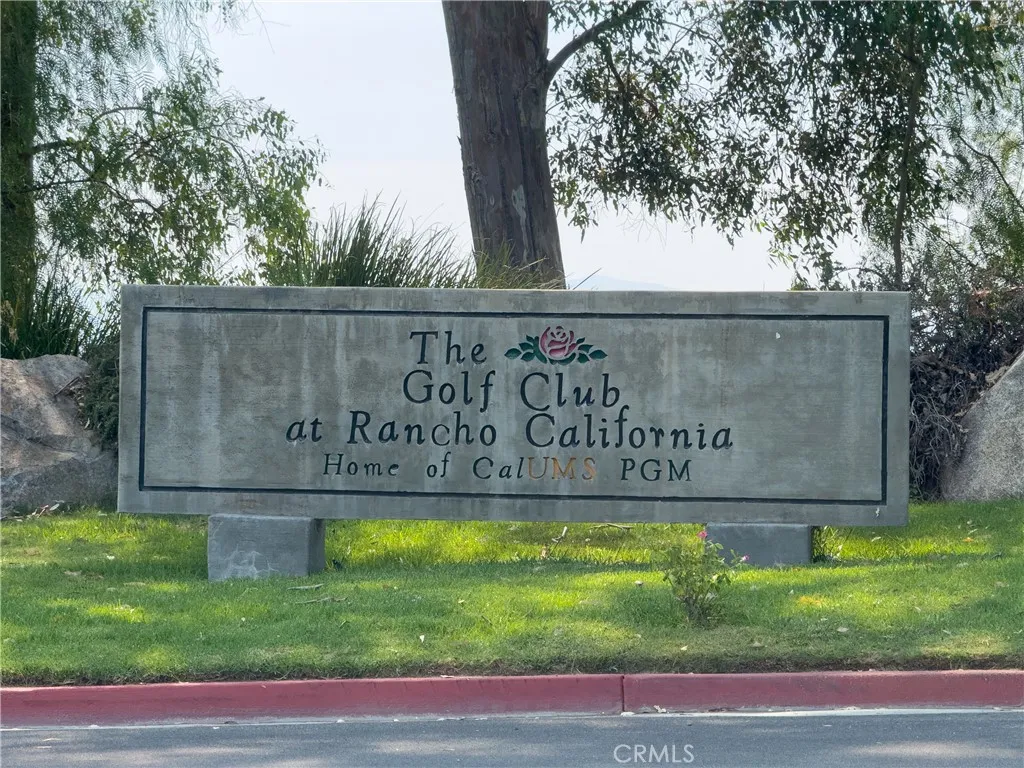 The
Golf Club
at Rancho California
Home of CalUMS PGM
CRMLS